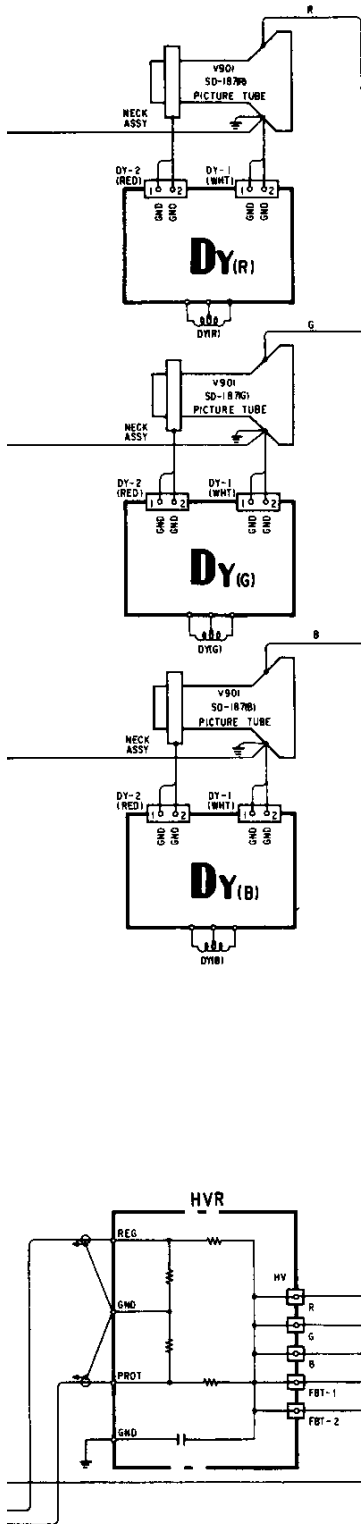 R
V901
SD-187(R)
PICTURE TUBE
NECK
ASSY
DY-2
(RED)
DY-1
(WHT)
1 2
1 2
GND
GND
GND
GND
DY(R)
DY(R)
G
V901
SD-187(G)
PICTURE TUBE
NECK
ASSY
DY-2
(RED)
DY-1
(WHT)
1 2
1 2
GND
GND
GND
GND
DY(G)
DY(G)
B
V901
SD-187(B)
PICTURE TUBE
NECK
ASSY
DY-2
(RED)
DY-1
(WHT)
1 2
1 2
GND
GND
GND
GND
DY(B)
DY(B)
HVR
REG
HV
R
GND
G
B
PROT
FBT-1
FBT-2
GND